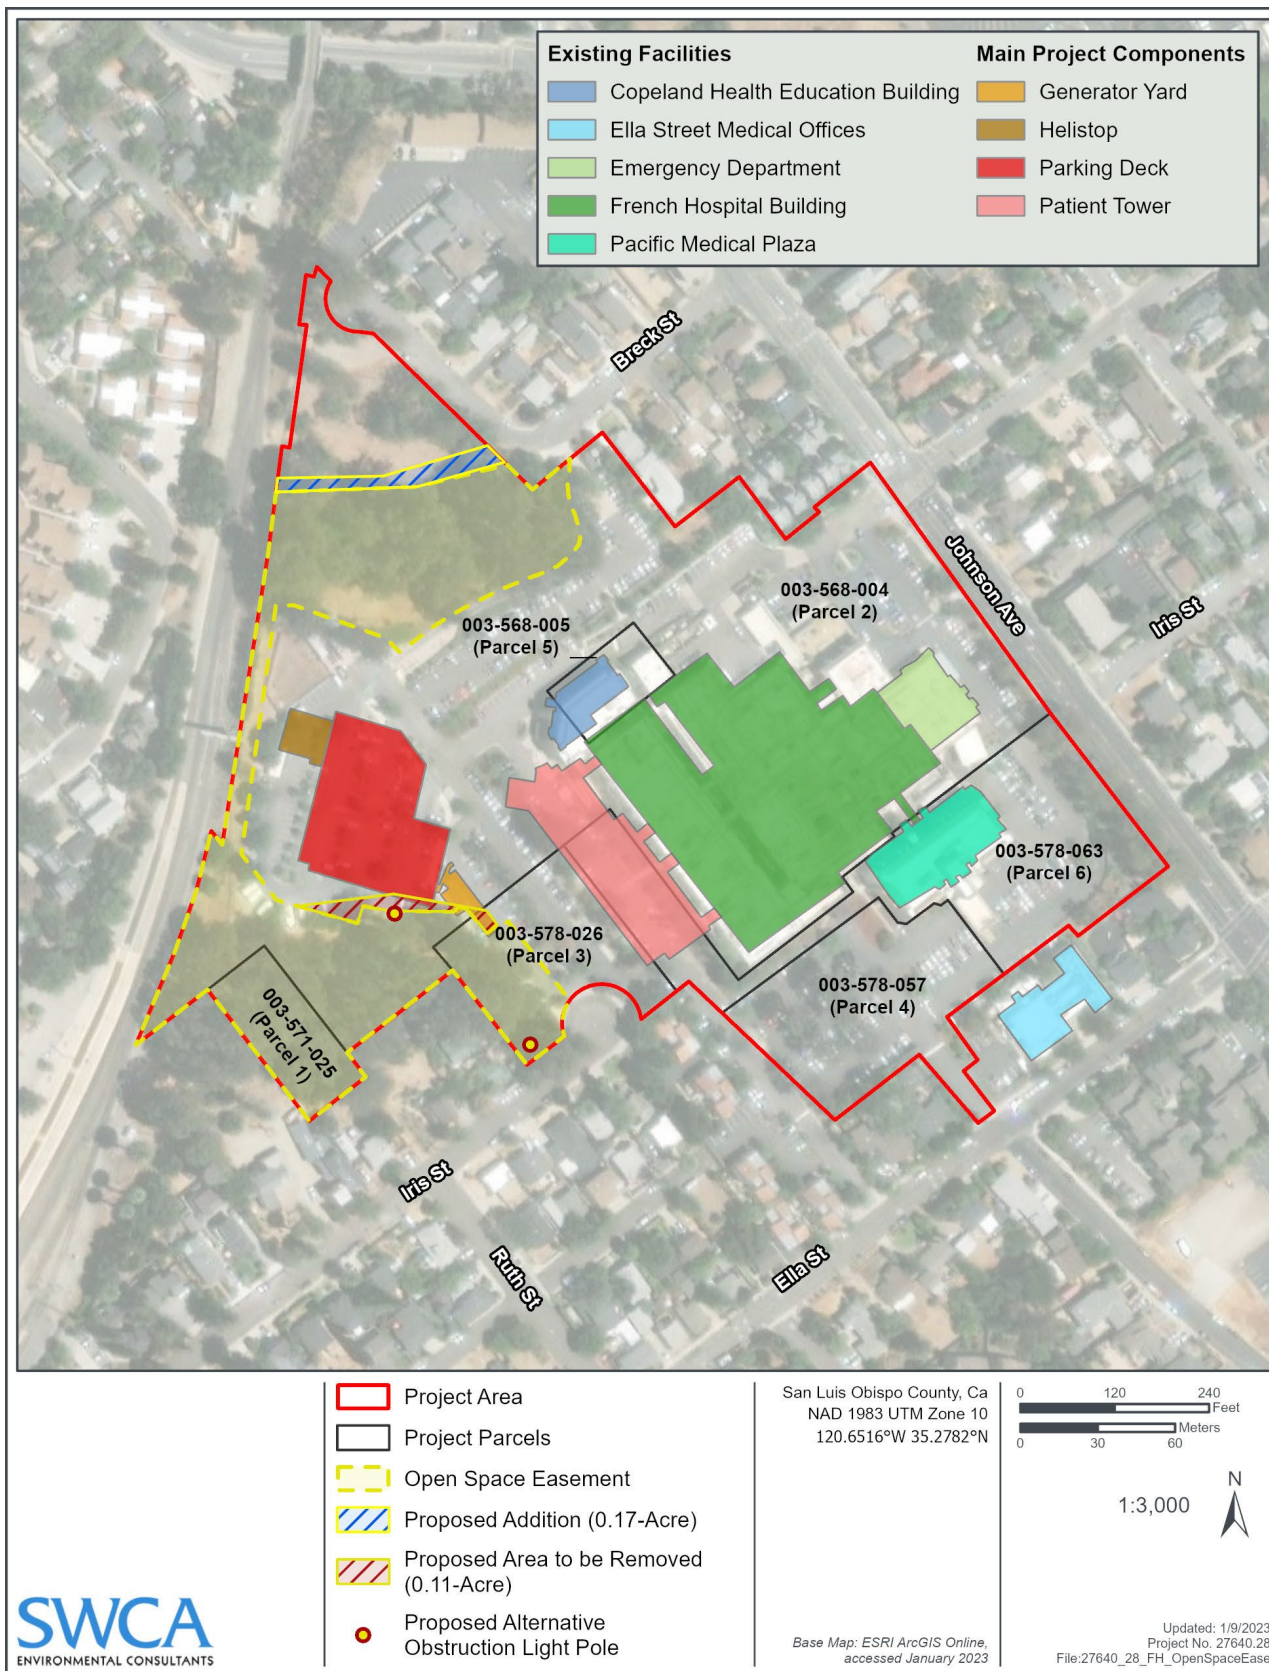 Existing Facilities
Copeland Health Education Building
Ella Street Medical Offices
Emergency Department
French Hospital Building
Pacific Medical Plaza
Main Project Components
Generator Yard
Helistop
Parking Deck
Patient Tower
Breck St
Johnson Ave
Iris St
003-568-004
(Parcel 2)
003-568-005
(Parcel 5)
003-578-063
(Parcel 6)
003-578-026
(Parcel 3)
003-578-057
(Parcel 4)
003-571-025
(Parcel 1)
Iris St
Ruth St
Ella St
Project Area
Project Parcels
Open Space Easement
Proposed Addition (0.17-Acre)
Proposed Area to be Removed
(0.11-Acre)
Proposed Alternative
Obstruction Light Pole
San Luis Obispo County, Ca
NAD 1983 UTM Zone 10
120.6516°W 35.2782°N
Base Map: ESRI ArcGIS Online,
accessed January 2023
0 120 240
Feet
Meters
0 30 60
N
1:3,000
Updated: 1/9/2023
Project No. 27640.28
File:27640_28_FH_OpenSpaceEase
SWCA
ENVIRONMENTAL CONSULTANTS